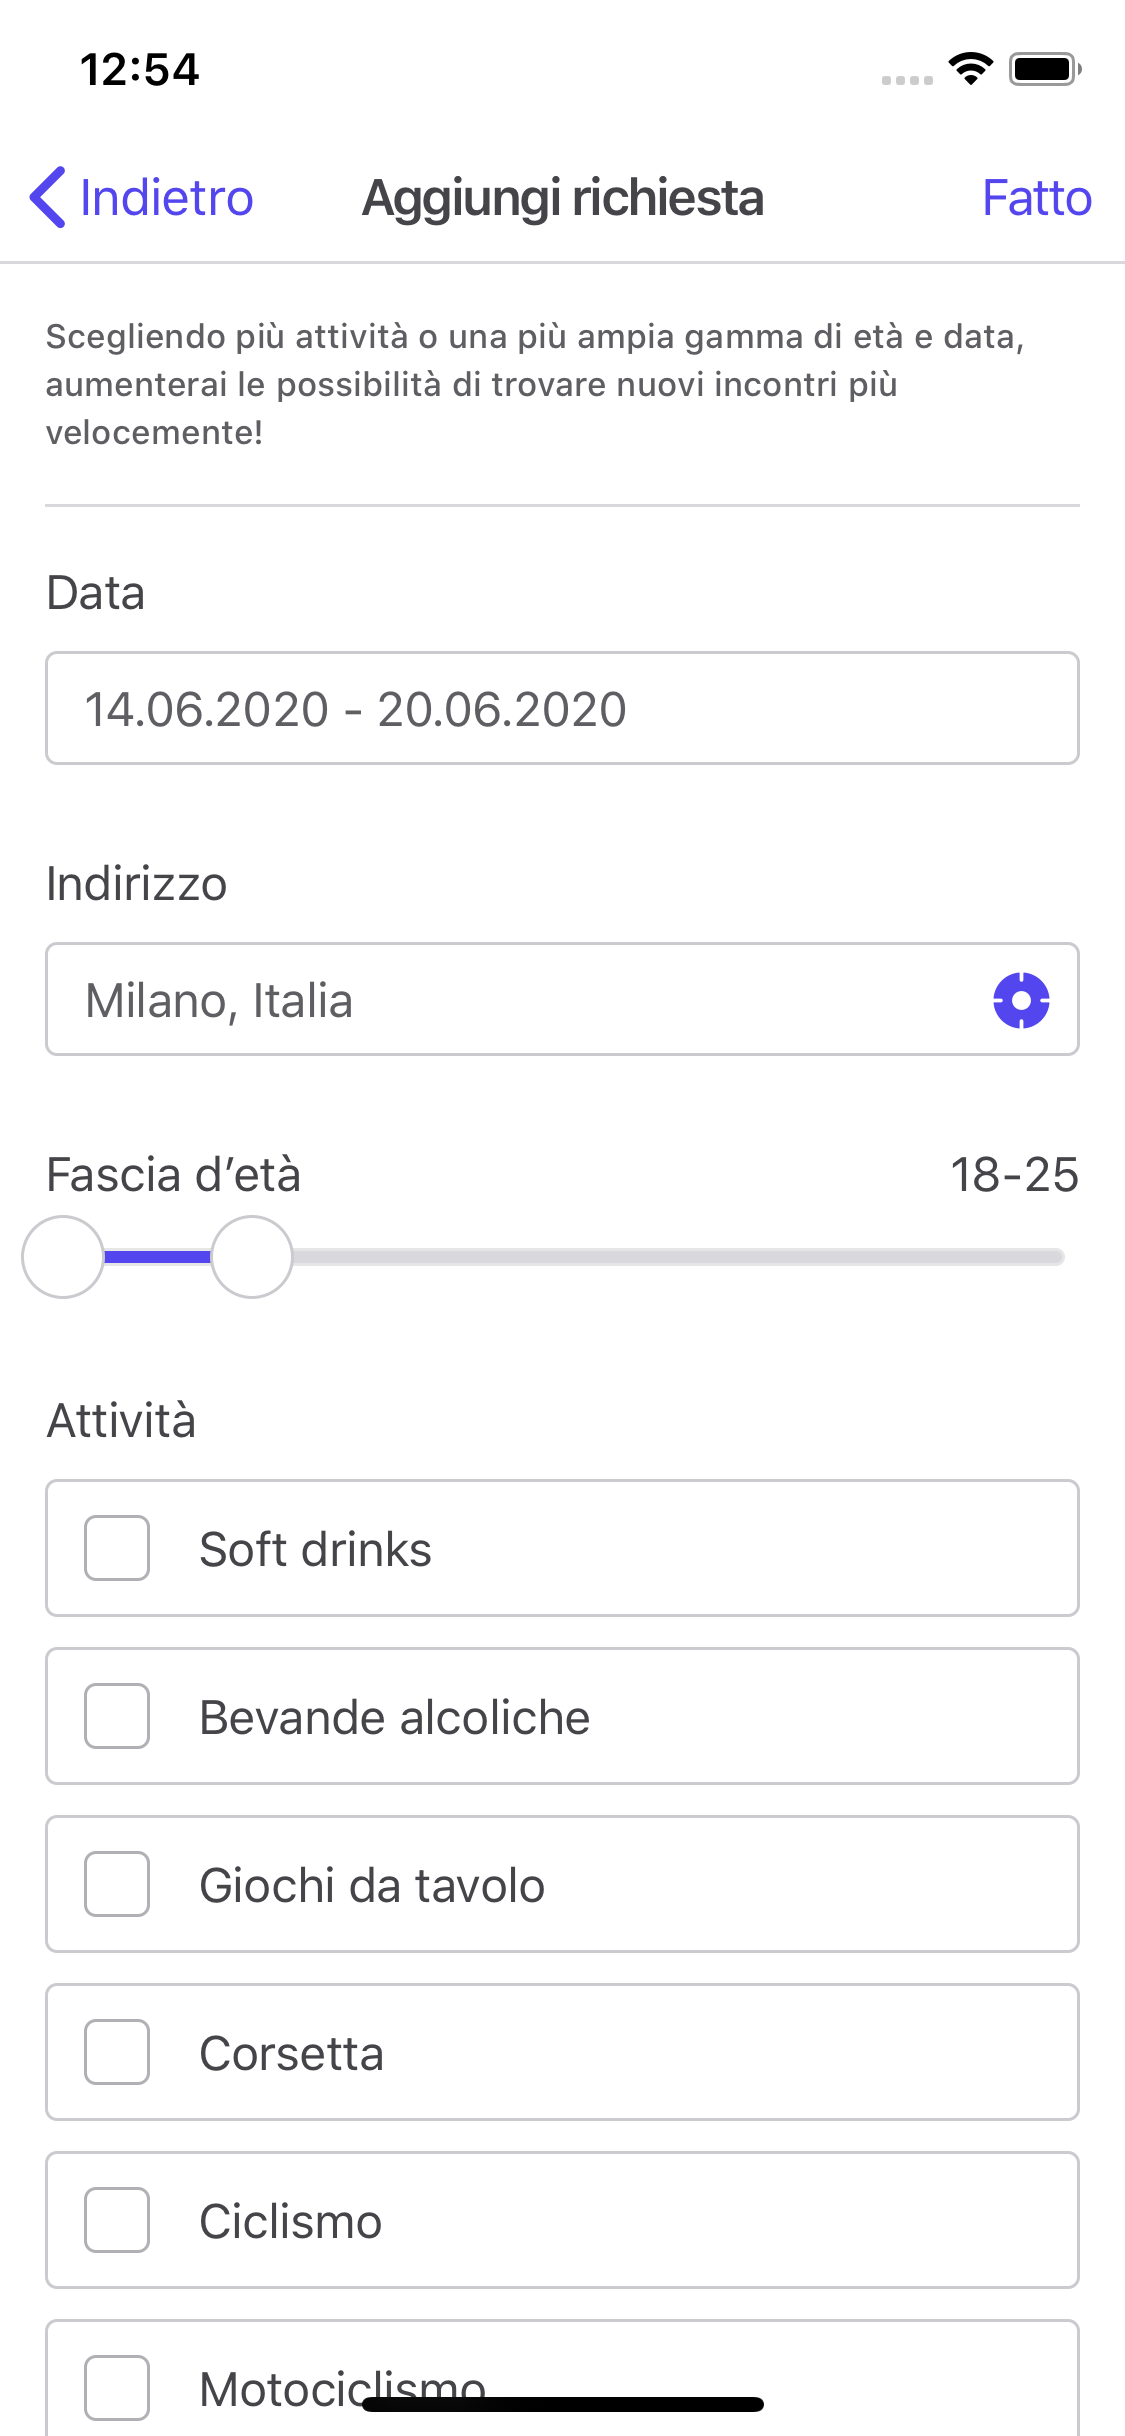 12:54
Indietro Aggiungi richiesta Fatto
Scegliendo più attività o una più ampia gamma di età e data,
aumenterai le possibilità di trovare nuovi incontri più
velocemente!
Data
14.06.2020 - 20.06.2020
Indirizzo
Milano, Italia
Fascia d’età 18-25
Attività
Soft drinks
Bevande alcoliche
Giochi da tavolo
Corsetta
Ciclismo
Motociclismo